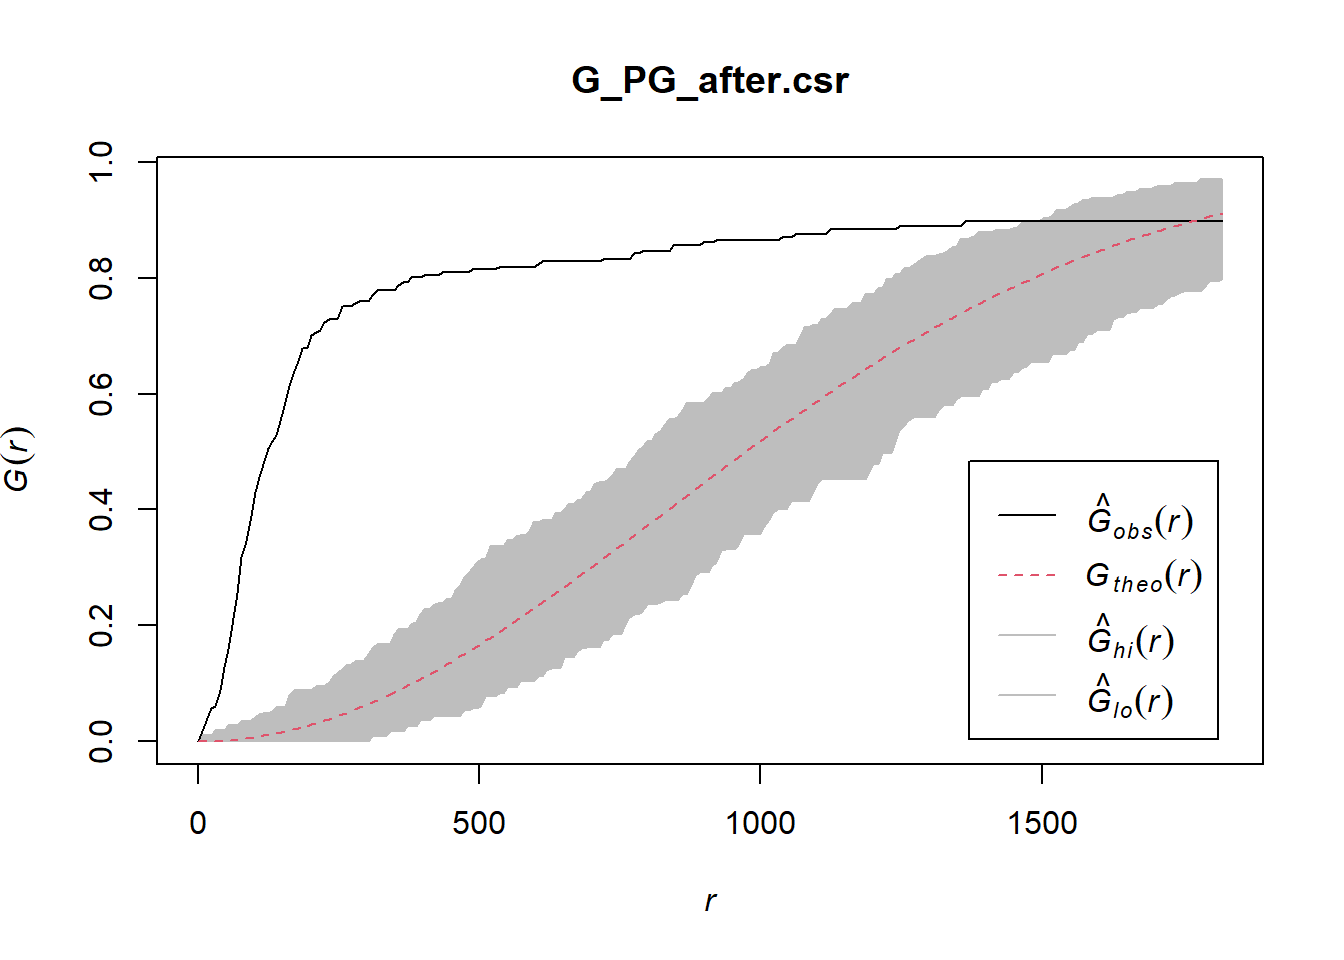 G_PG_after.csr
G(r)
1.0
0.8
0.6
0.4
0.2
0.0
Ĝobs(r)
Gtheo(r)
Ĝhi(r)
Ĝlo(r)
0 500 1000 1500
r